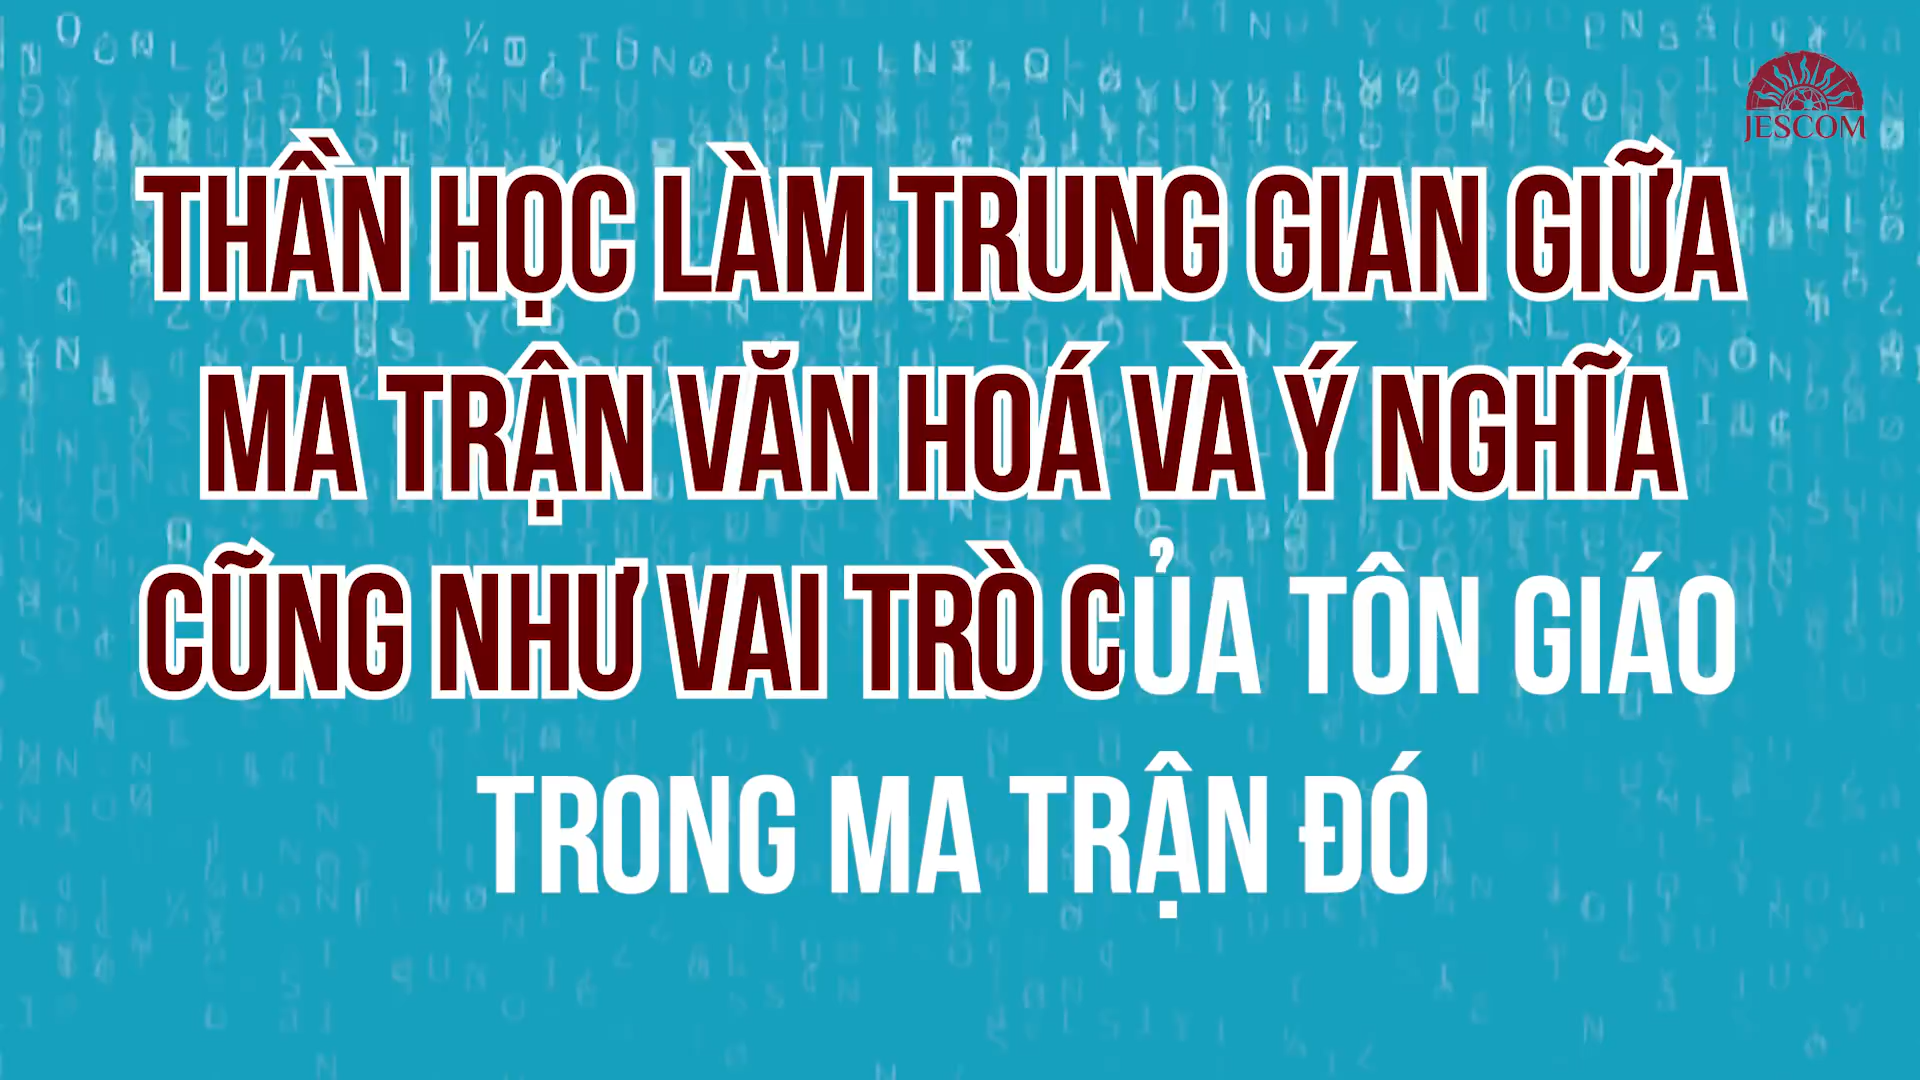 JESCOM
THẦN HỌC LÀM TRUNG GIAN GIỮA
MA TRẬN VĂN HOÁ VÀ Ý NGHĨA
CŨNG NHƯ VAI TRÒ CỦA TÔN GIÁO
TRONG MA TRẬN ĐÓ